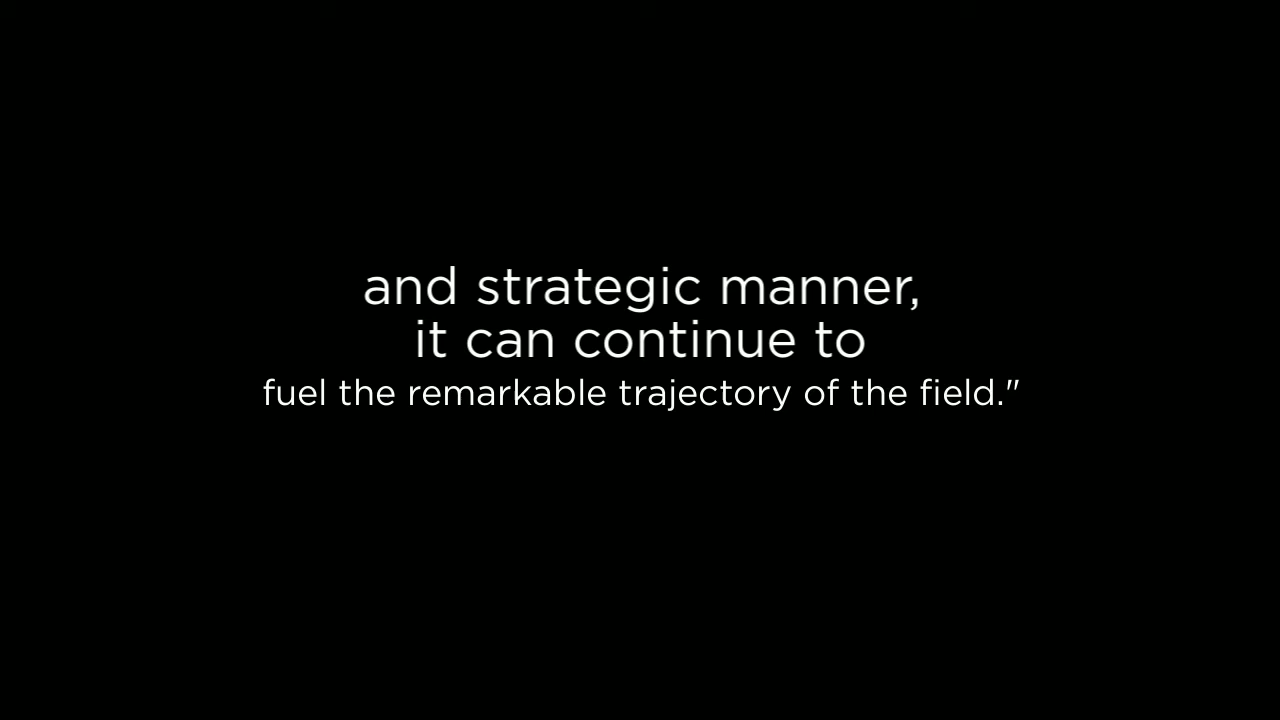 and strategic manner,
it can continue to
fuel the remarkable trajectory of the field."